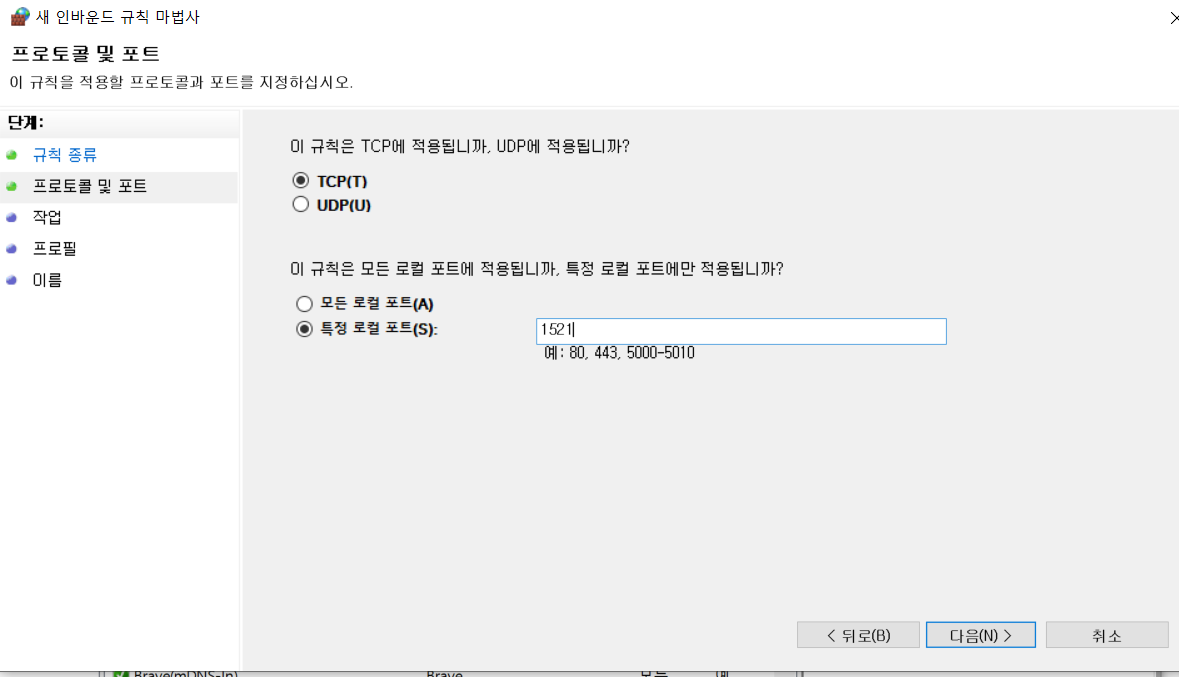 새 인바운드 규칙 마법사
프로토콜 및 포트
이 규칙을 적용할 프로토콜과 포트를 지정하십시오.
단계:
규칙 종류
프로토콜 및 포트
작업
프로필
이름
이 규칙은 TCP에 적용됩니까, UDP에 적용됩니까?
TCP(T)
UDP(U)
이 규칙은 모든 로컬 포트에 적용됩니까, 특정 로컬 포트에만 적용됩니까?
모든 로컬 포트(A)
특정 로컬 포트(S):
1521
예: 80, 443, 5000-5010
< 뒤로(B)
다음(N) >
취소
Brave(mDNS-In) Brave 모든 예